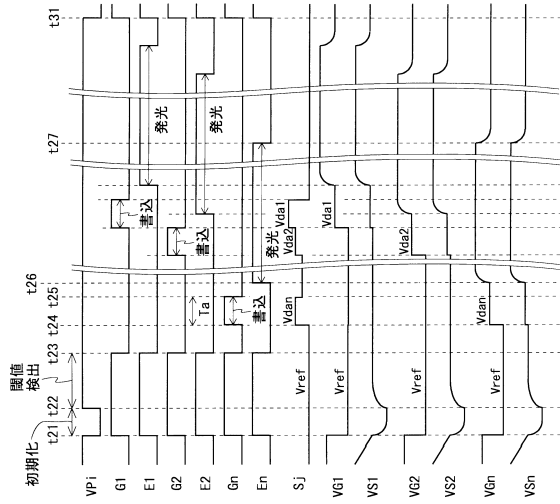 初期化
閾値
検出
t21
t22
t23
t24
t25
t26
t27
t31
VPi
G1
書込
E1
発光
G2
書込
E2
Ta
発光
Gn
書込
En
発光
Sj
Vref
Vdan
Vda2
Vda1
VG1
Vref
Vda1
VS1
VG2
Vref
Vda2
VS2
VGn
Vref
Vdan
VSn